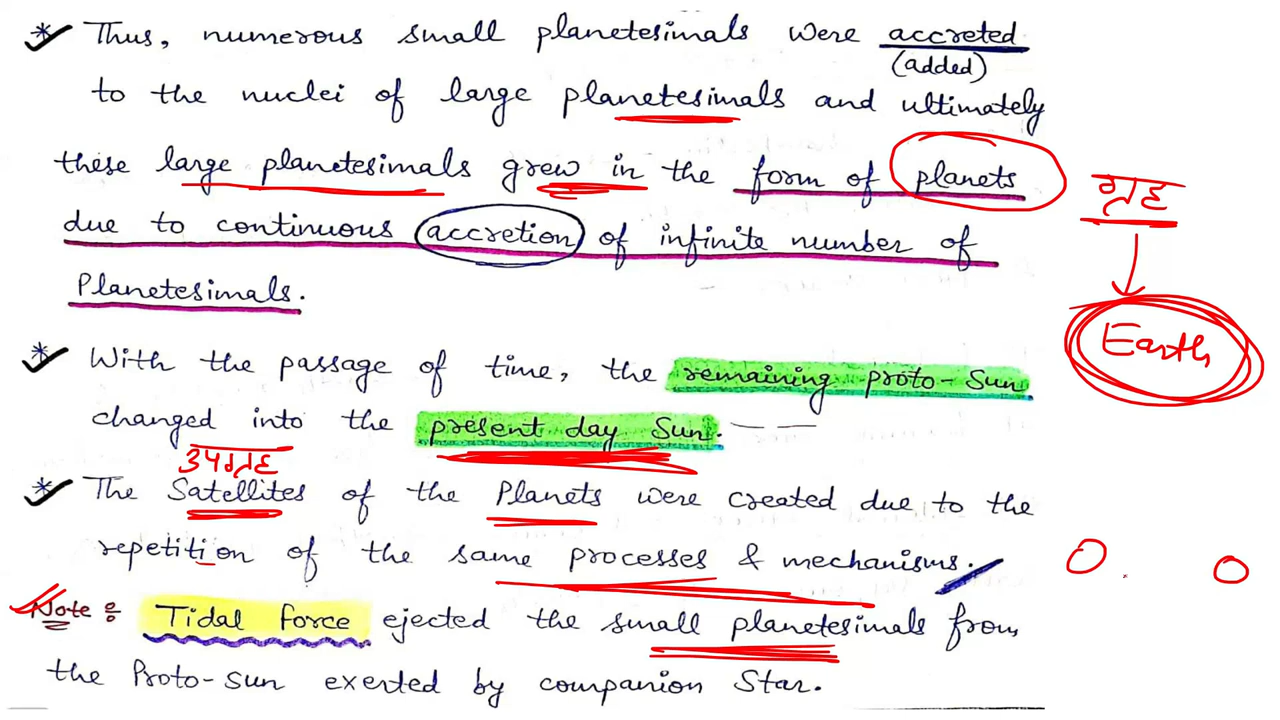 * Thus, numerous small planetesimals were accreted
(added)
to the nuclei of large planetesimals and ultimately
these large planetesimals grew in the form of planets
ग्रह
due to continuous accretion of infinite number of
Planetesimals.
Earth
* With the passage of time, the remaining proto-Sun
changed into the present day Sun.
उपग्रह
* The Satellites of the Planets were created due to the
repetition of the same processes & mechanisms.
Note : Tidal force ejected the small planetesimals from
the Proto-sun exerted by companion Star.